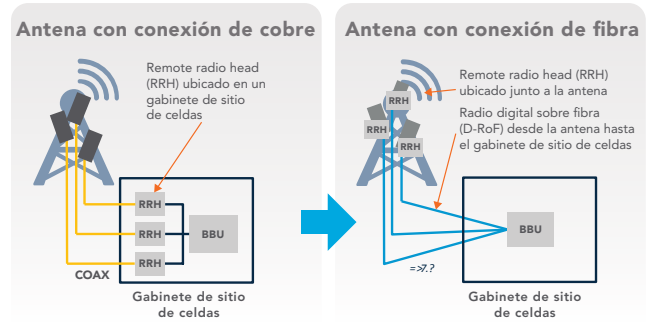 Antena con conexión de cobre
Remote radio head
(RRH) ubicado en un
gabinete de sitio
de celdas
RRH
RRH
RRH
BBU
COAX
Gabinete de sitio
de celdas
Antena con conexión de fibra
Remote radio head (RRH)
ubicado junto a la antena
Radio digital sobre fibra
(D-RoF) desde la antena hasta
el gabinete de sitio de celdas
RRH
RRH
RRH
BBU
Gabinete de sitio
de celdas